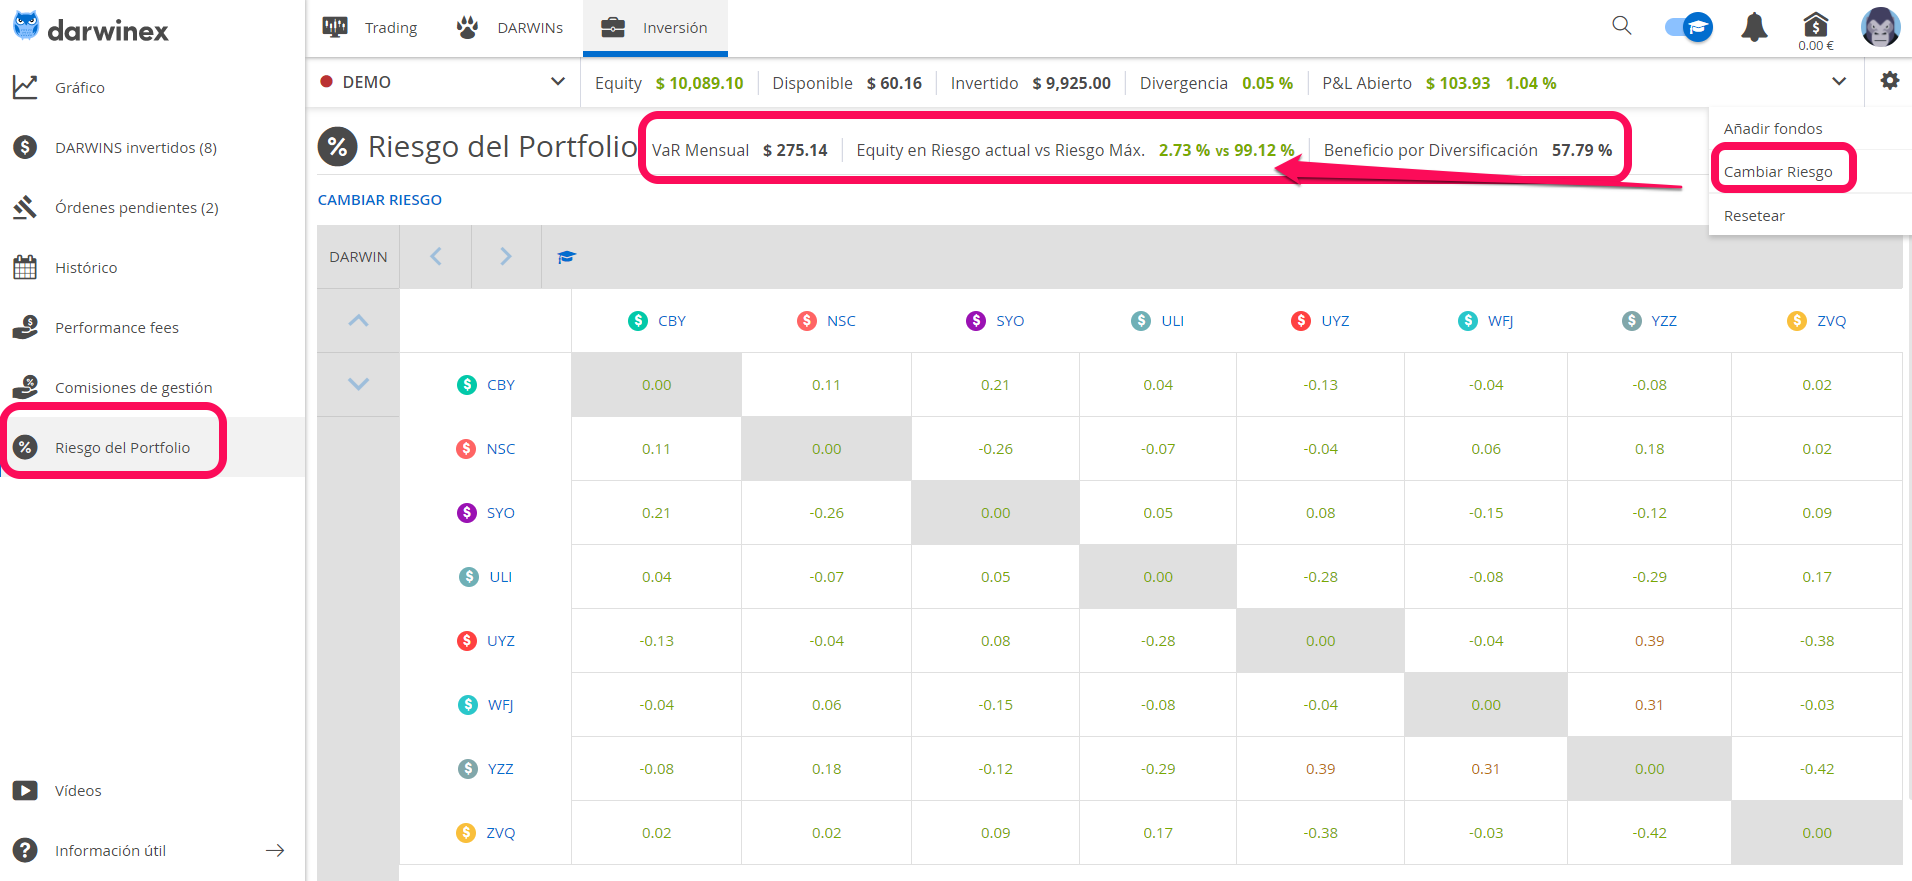 darwinex
Trading DARWINs Inversión
0.00 €
DEMO Equity $ 10,089.10 Disponible $ 60.16 Invertido $ 9,925.00 Divergencia 0.05 % P&L Abierto $ 103.93 1.04 %
Gráfico
DARWINS invertidos (8)
Órdenes pendientes (2)
Histórico
Performance fees
Comisiones de gestión
% Riesgo del Portfolio
Vídeos
Información útil
Añadir fondos
Cambiar Riesgo
Resetear
% Riesgo del Portfolio VaR Mensual $ 275.14 Equity en Riesgo actual vs Riesgo Máx. 2.73 % vs 99.12 % Beneficio por Diversificación 57.79 %
CAMBIAR RIESGO
DARWIN
$ CBY $ NSC $ SYO $ ULI $ UYZ $ WFJ $ YZZ $ ZVQ
$ CBY 0.00 0.11 0.21 0.04 -0.13 -0.04 -0.08 0.02
$ NSC 0.11 0.00 -0.26 -0.07 -0.04 0.06 0.18 0.02
$ SYO 0.21 -0.26 0.00 0.05 0.08 -0.15 -0.12 0.09
$ ULI 0.04 -0.07 0.05 0.00 -0.28 -0.08 -0.29 0.17
$ UYZ -0.13 -0.04 0.08 -0.28 0.00 -0.04 0.39 -0.38
$ WFJ -0.04 0.06 -0.15 -0.08 -0.04 0.00 0.31 -0.03
$ YZZ -0.08 0.18 -0.12 -0.29 0.39 0.31 0.00 -0.42
$ ZVQ 0.02 0.02 0.09 0.17 -0.38 -0.03 -0.42 0.00